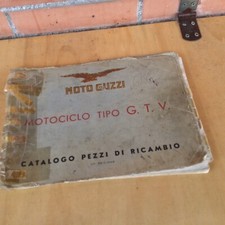 MOTO GUZZI
MOTOCICLO TIPO G. T. V.
CATALOGO PEZZI DI RICAMBIO